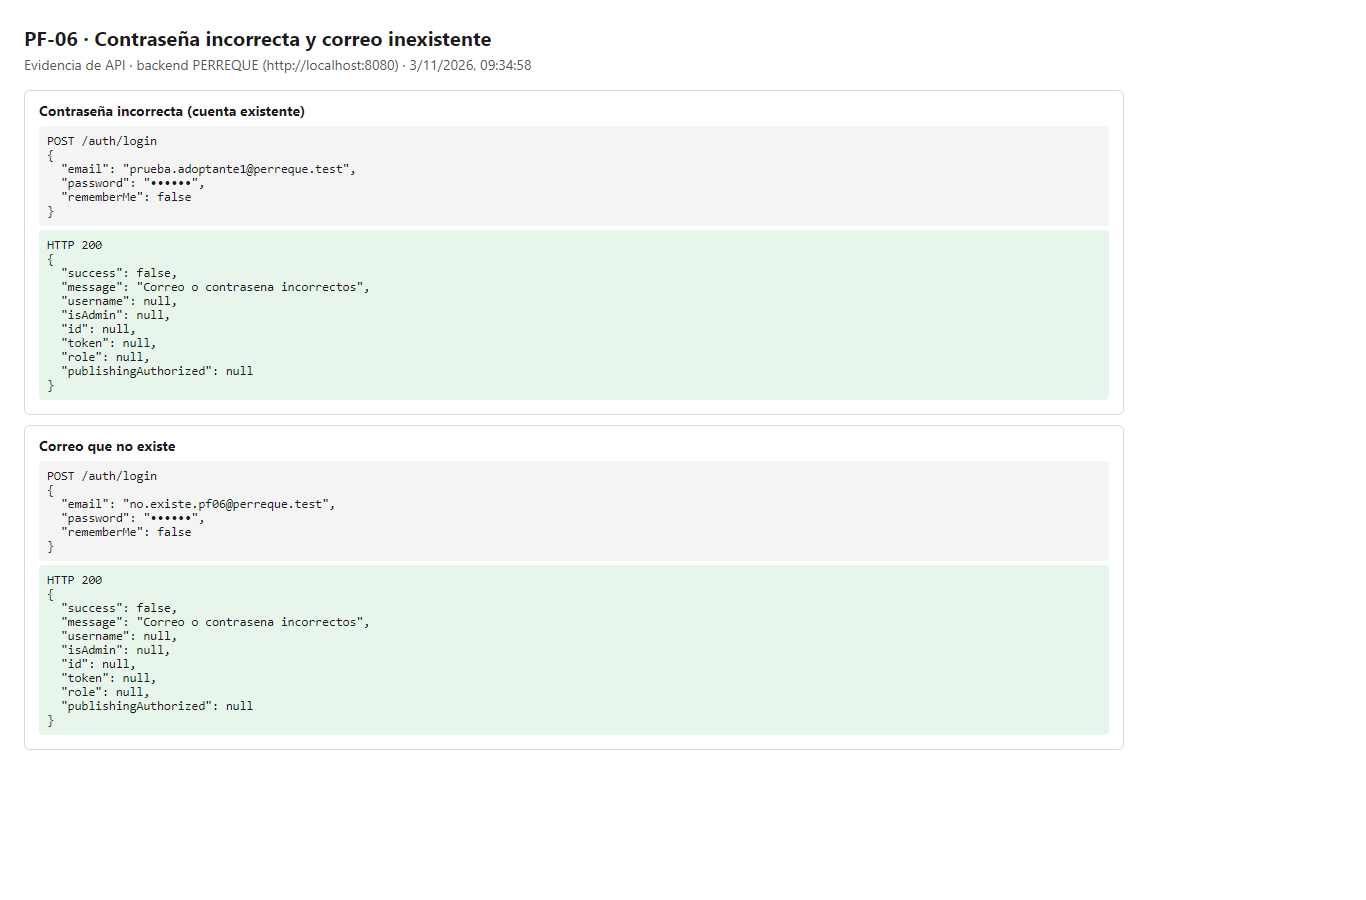 PF-06 · Contraseña incorrecta y correo inexistente
Evidencia de API · backend PERREQUE (http://localhost:8080) · 3/11/2026, 09:34:58
Contraseña incorrecta (cuenta existente)
POST /auth/login
{
  "email": "prueba.adoptante1@perreque.test",
  "password": "••••••",
  "rememberMe": false
}
HTTP 200
{
  "success": false,
  "message": "Correo o contrasena incorrectos",
  "username": null,
  "isAdmin": null,
  "id": null,
  "token": null,
  "role": null,
  "publishingAuthorized": null
}
Correo que no existe
POST /auth/login
{
  "email": "no.existe.pf06@perreque.test",
  "password": "••••••",
  "rememberMe": false
}
HTTP 200
{
  "success": false,
  "message": "Correo o contrasena incorrectos",
  "username": null,
  "isAdmin": null,
  "id": null,
  "token": null,
  "role": null,
  "publishingAuthorized": null
}